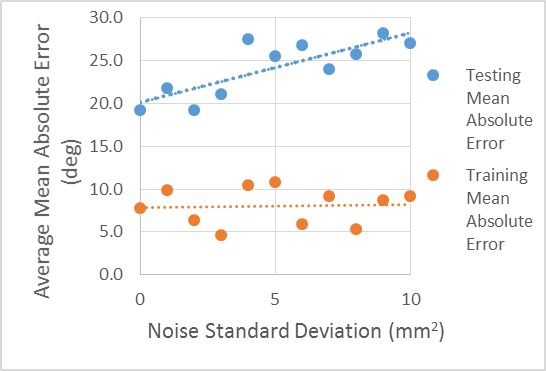 Average Mean Absolute Error
(deg)
30.0
25.0
20.0
15.0
10.0
5.0
0.0
0
5
10
Noise Standard Deviation (mm²)
Testing
Mean
Absolute
Error
Training
Mean
Absolute
Error